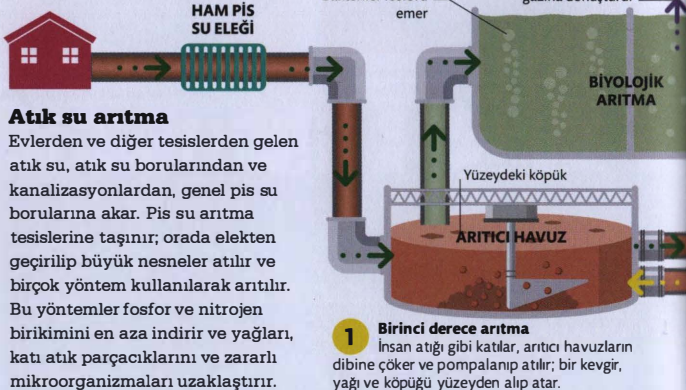 HAM PİS
SU ELEĞİ
emer
BİYOLOJİK
ARITMA
Atık su arıtma
Evlerden ve diğer tesislerden gelen
atık su, atık su borularından ve
kanalizasyonlardan, genel pis su
borularına akar. Pis su arıtma
tesislerine taşınır; orada elekten
geçirilip büyük nesneler atılır ve
birçok yöntem kullanılarak arıtılır.
Bu yöntemler fosfor ve nitrojen
birikimini en aza indirir ve yağları,
katı atık parçacıklarını ve zararlı
mikroorganizmaları uzaklaştırır.
Yüzeydeki köpük
ARITICI HAVUZ
1 Birinci derece arıtma
İnsan atığı gibi katılar, arıtıcı havuzların
dibine çöker ve pompalanıp atılır; bir kevgir,
yağı ve köpüğü yüzeyden alıp atar.